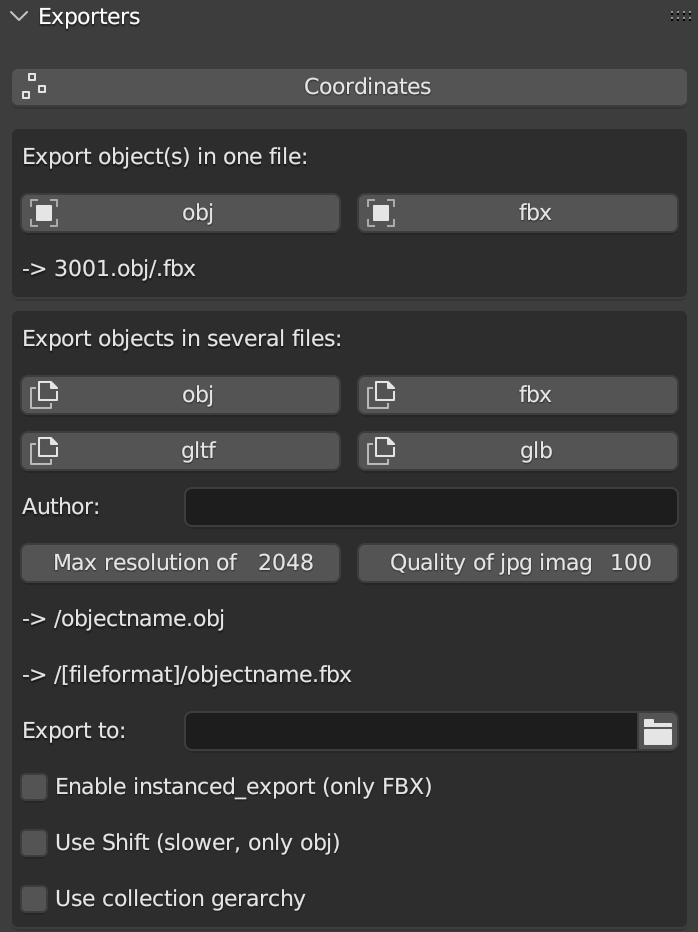 Exporters
Coordinates
Export object(s) in one file:
obj fbx
-> 3001.obj/.fbx
Export objects in several files:
obj fbx
gltf glb
Author:
Max resolution of 2048 Quality of jpg imag 100
-> /objectname.obj
-> /[fileformat]/objectname.fbx
Export to:
Enable instanced_export (only FBX)
Use Shift (slower, only obj)
Use collection gerarchy